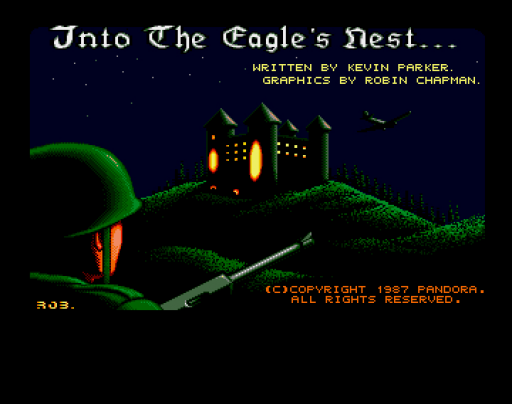 Into The Eagle's Nest...
WRITTEN BY KEVIN PARKER.
GRAPHICS BY ROBIN CHAPMAN.
(C)COPYRIGHT 1987 PANDORA.
ALL RIGHTS RESERVED.
ROB.